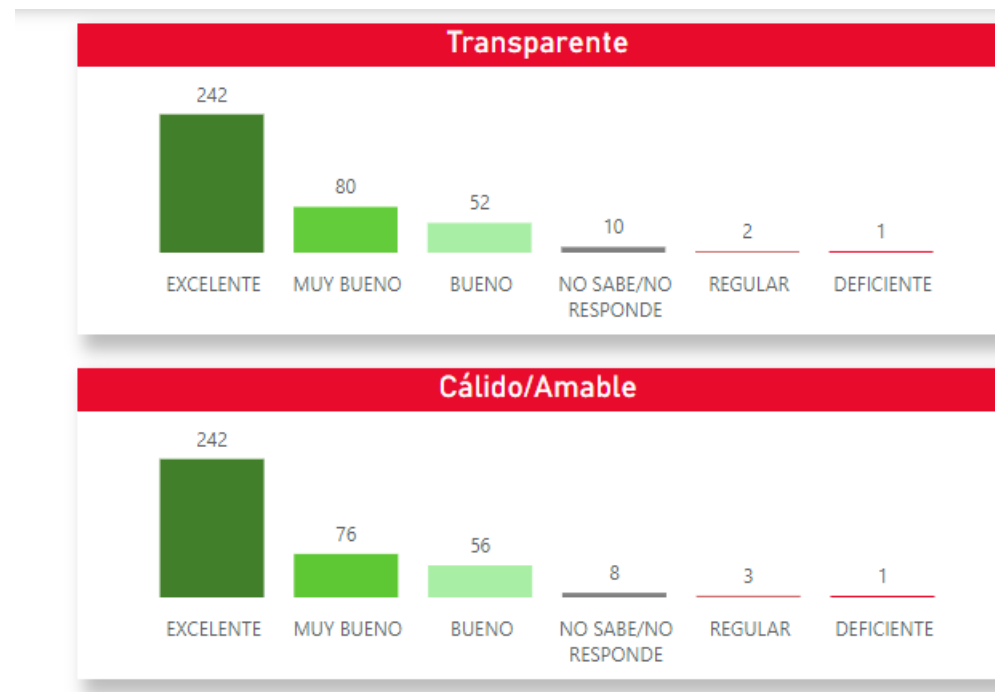 Transparente
242
80
52
10
2
1
EXCELENTE
MUY BUENO
BUENO
NO SABE/NO
RESPONDE
REGULAR
DEFICIENTE
Cálido/Amable
242
76
56
8
3
1
EXCELENTE
MUY BUENO
BUENO
NO SABE/NO
RESPONDE
REGULAR
DEFICIENTE